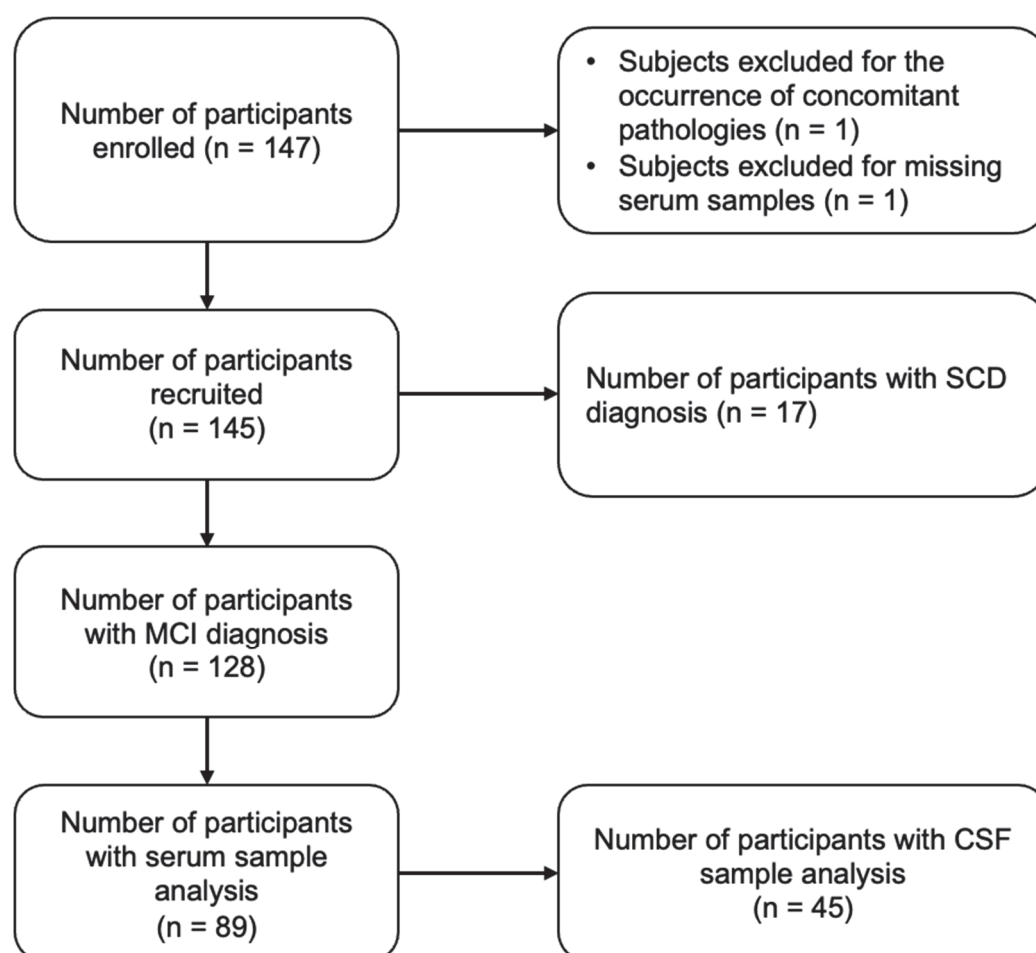 Number of participants
enrolled (n = 147)
• Subjects excluded for the
occurrence of concomitant
pathologies (n = 1)
• Subjects excluded for missing
serum samples (n = 1)
Number of participants
recruited
(n = 145)
Number of participants with SCD
diagnosis (n = 17)
Number of participants
with MCI diagnosis
(n = 128)
Number of participants
with serum sample
analysis
(n = 89)
Number of participants with CSF
sample analysis
(n = 45)